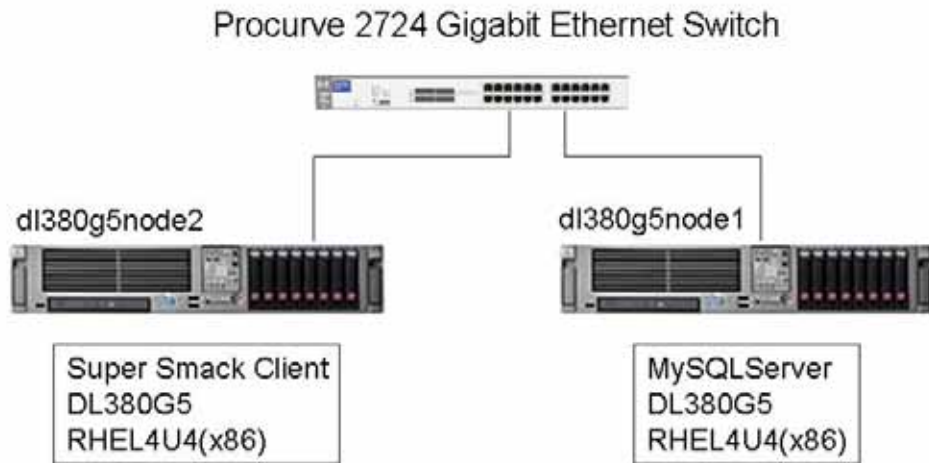 Procurve 2724 Gigabit Ethernet Switch
dl380g5node2
dl380g5node1
Super Smack Client
DL380G5
RHEL4U4(x86)
MySQLServer
DL380G5
RHEL4U4(x86)